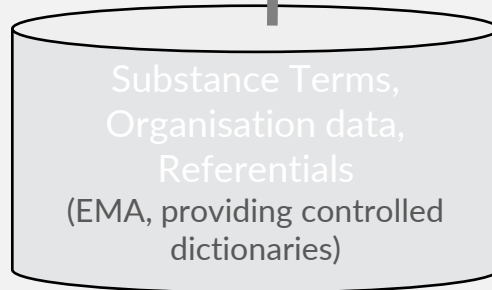 Substance Terms,
Organisation data,
Referentials
(EMA, providing controlled
dictionaries)